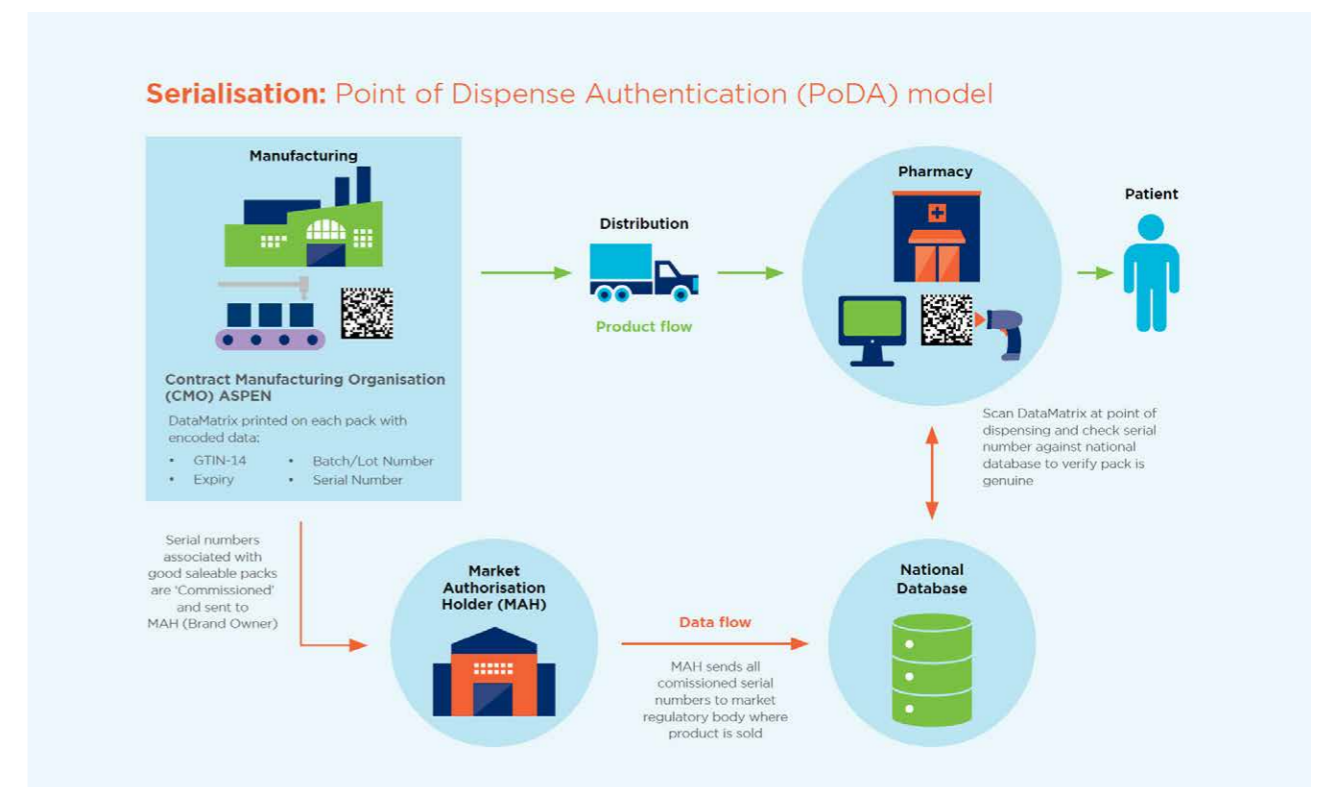 Serialisation: Point of Dispense Authentication (PoDA) model
Manufacturing
Contract Manufacturing Organisation
(CMO) ASPEN
DataMatrix printed on each pack with
encoded data:
• GTIN-14
• Expiry
• Batch/Lot Number
• Serial Number
Distribution
Product flow
Pharmacy
Patient
Scan DataMatrix at point of
dispensing and check serial
number against national
database to verify pack is
genuine
Serial numbers
associated with
good saleable packs
are 'Commissioned'
and sent to
MAH (Brand Owner)
Market
Authorisation
Holder (MAH)
Data flow
MAH sends all
comissioned serial
numbers to market
regulatory body where
product is sold
National
Database